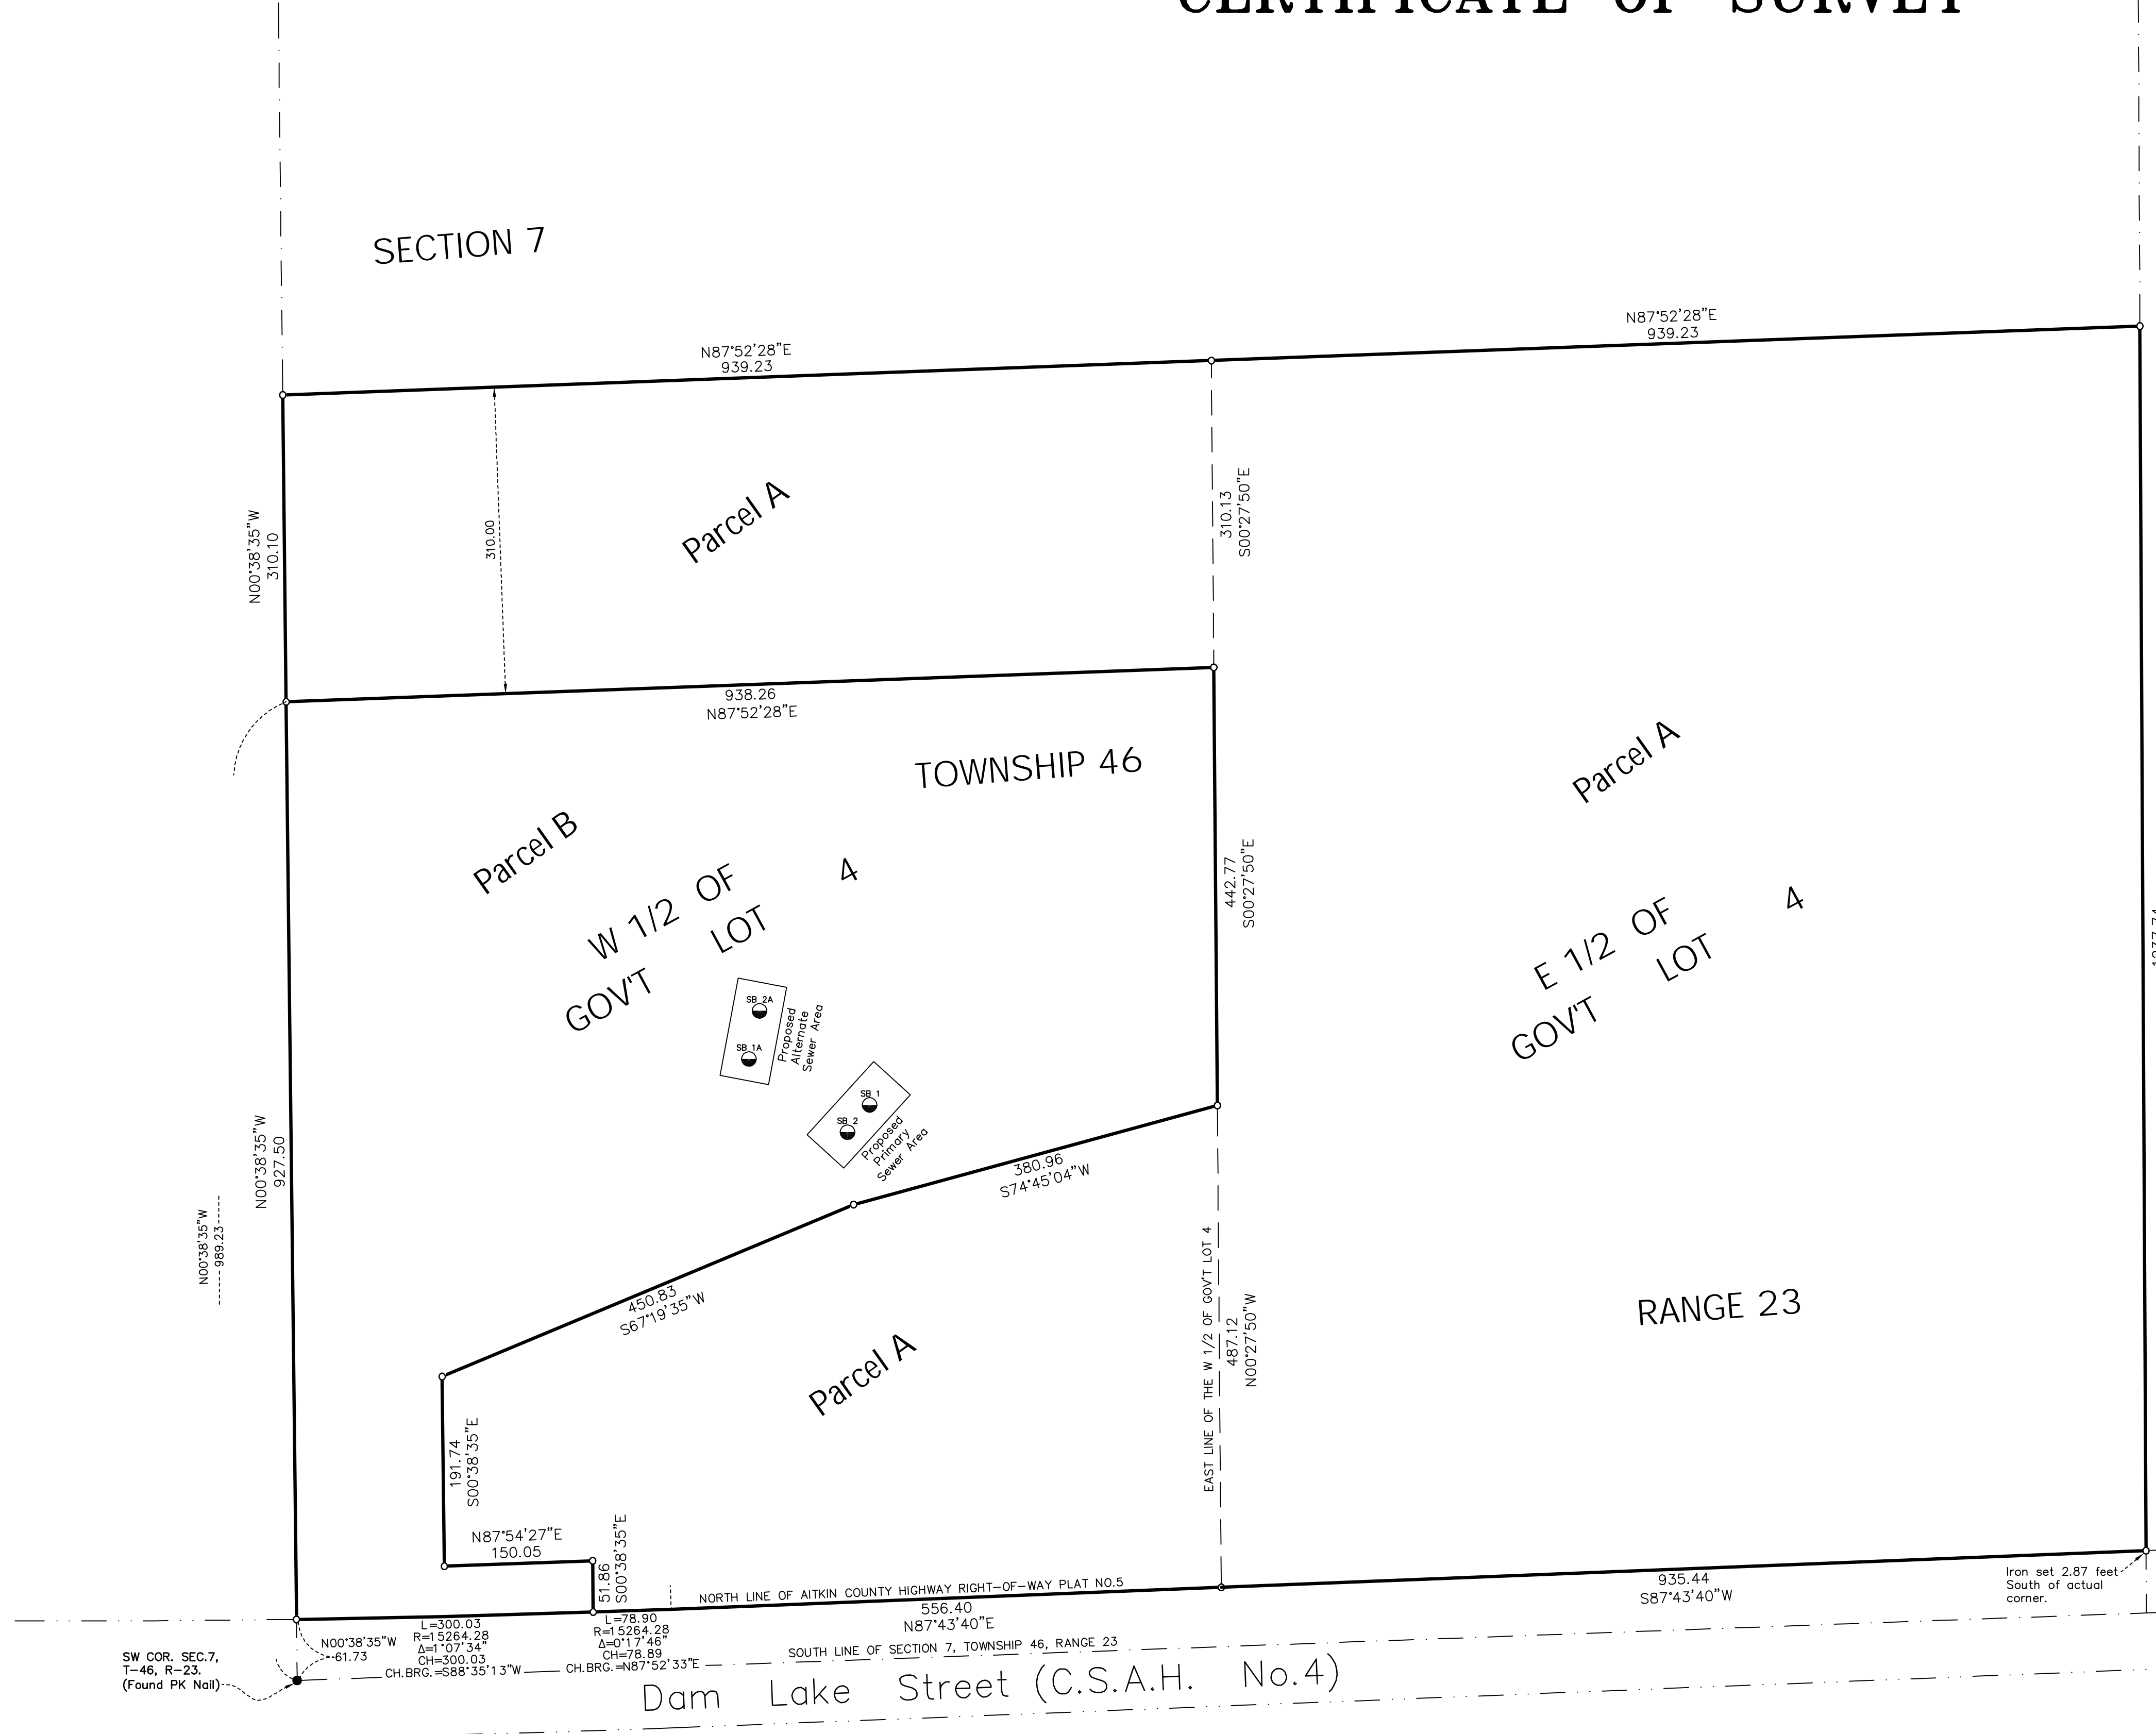 CERTIFICATE OF SURVEY
SECTION 7
N87°52'28"E
939.23
N87°52'28"E
939.23
N00°38'35"W
310.10
310.00
Parcel A
310.13
S00°27'50"E
938.26
N87°52'28"E
TOWNSHIP 46
Parcel B
W 1/2 OF
GOV'T LOT 4
442.77
S00°27'50"E
Parcel A
E 1/2 OF
GOV'T LOT 4
SB 2A
SB 1A
Proposed
Alternate
Sewer Area
SB 1
SB 2
Proposed
Primary
Sewer Area
N00°38'35"W
927.50
N00°38'35"W
989.23
380.96
S74°45'04"W
450.83
S67°19'35"W
Parcel A
EAST LINE OF THE W 1/2 OF GOV'T LOT 4
487.12
N00°27'50"W
RANGE 23
191.74
S00°38'35"E
N87°54'27"E
150.05
51.86
S00°38'35"E
NORTH LINE OF AITKIN COUNTY HIGHWAY RIGHT-OF-WAY PLAT NO.5
556.40
N87°43'40"E
935.44
S87°43'40"W
Iron set 2.87 feet
South of actual
corner.
L=300.03
R=15264.28
Δ=1°07'34"
CH=300.03
CH.BRG.=S88°35'13"W
L=78.90
R=15264.28
Δ=0°17'46"
CH=78.89
CH.BRG.=N87°52'33"E
N00°38'35"W
61.73
SOUTH LINE OF SECTION 7, TOWNSHIP 46, RANGE 23
SW COR. SEC.7,
T-46, R-23.
(Found PK Nail)
Dam Lake Street (C.S.A.H. No.4)